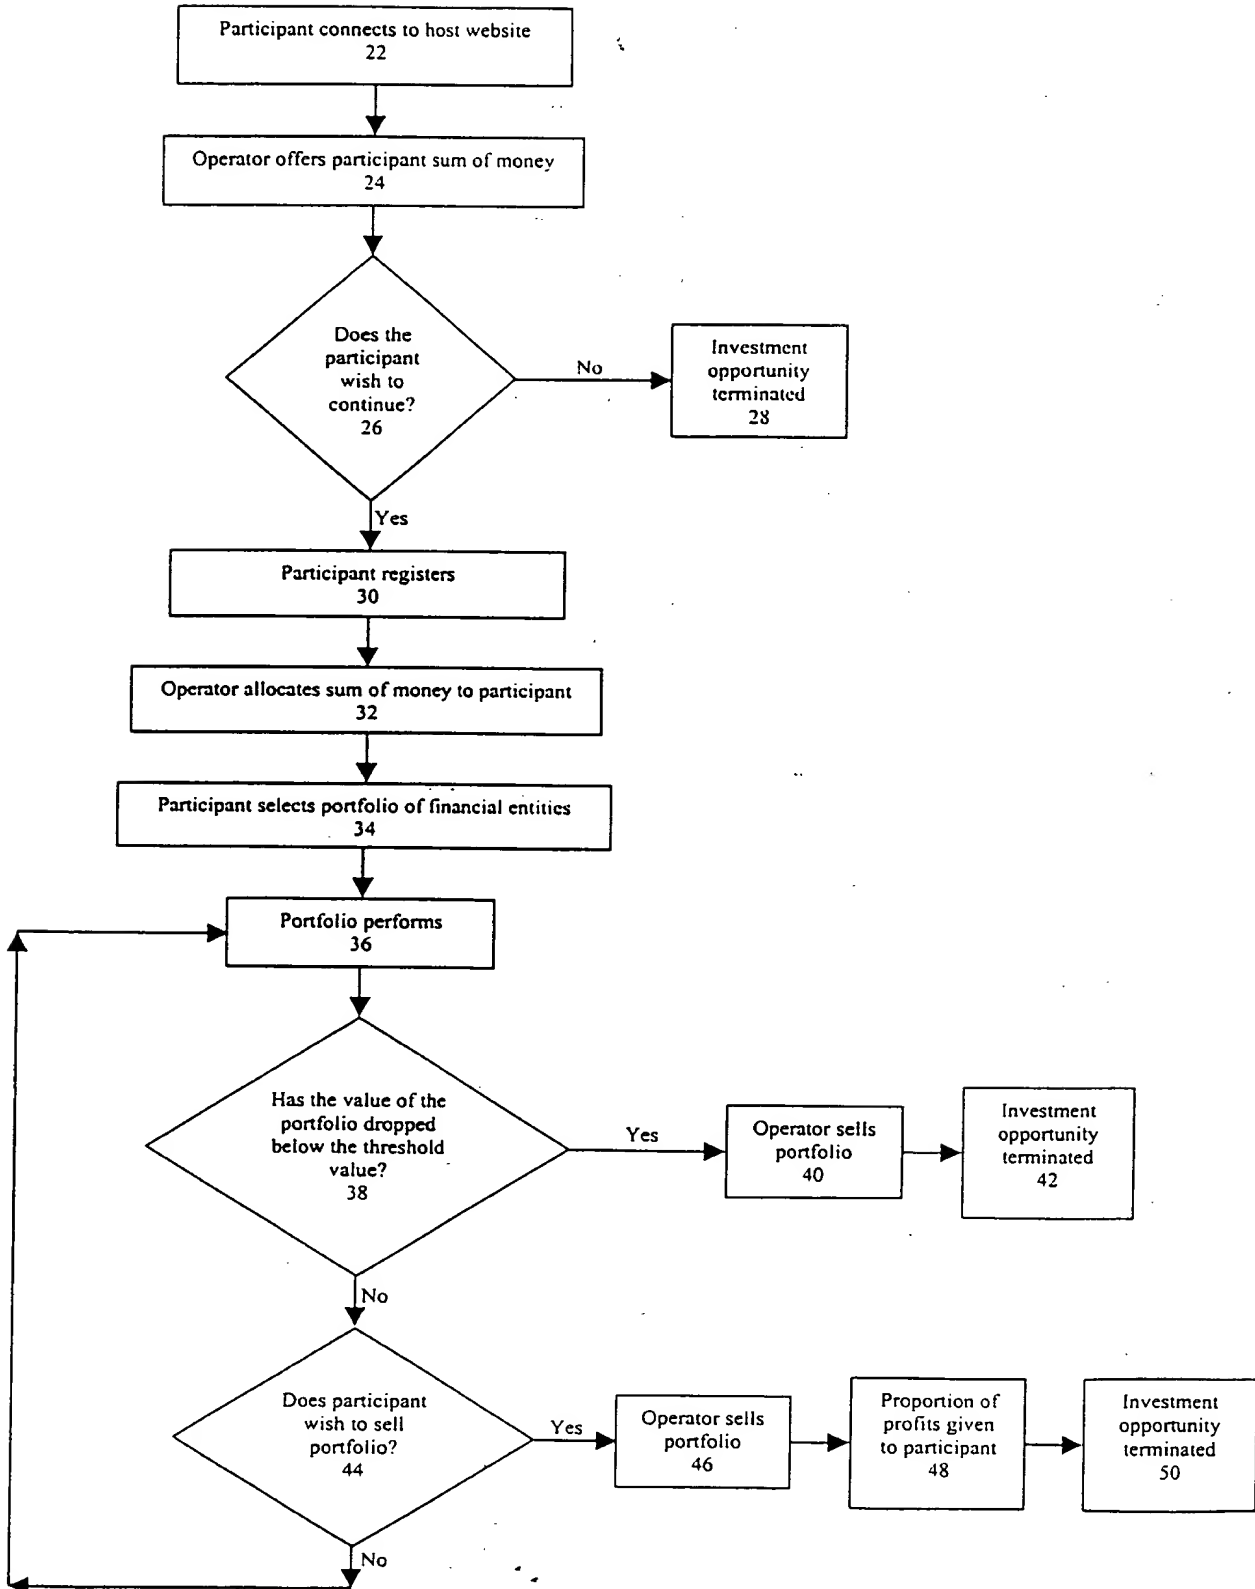 Participant connects to host website
22
Operator offers participant sum of money
24
Does the
participant
wish to
continue?
26
No
Investment
opportunity
terminated
28
Yes
Participant registers
30
Operator allocates sum of money to participant
32
Participant selects portfolio of financial entities
34
Portfolio performs
36
Has the value of the
portfolio dropped
below the threshold
value?
38
Yes
Operator sells
portfolio
40
Investment
opportunity
terminated
42
No
Does participant
wish to sell
portfolio?
44
Yes
Operator sells
portfolio
46
Proportion of
profits given
to participant
48
Investment
opportunity
terminated
50
No